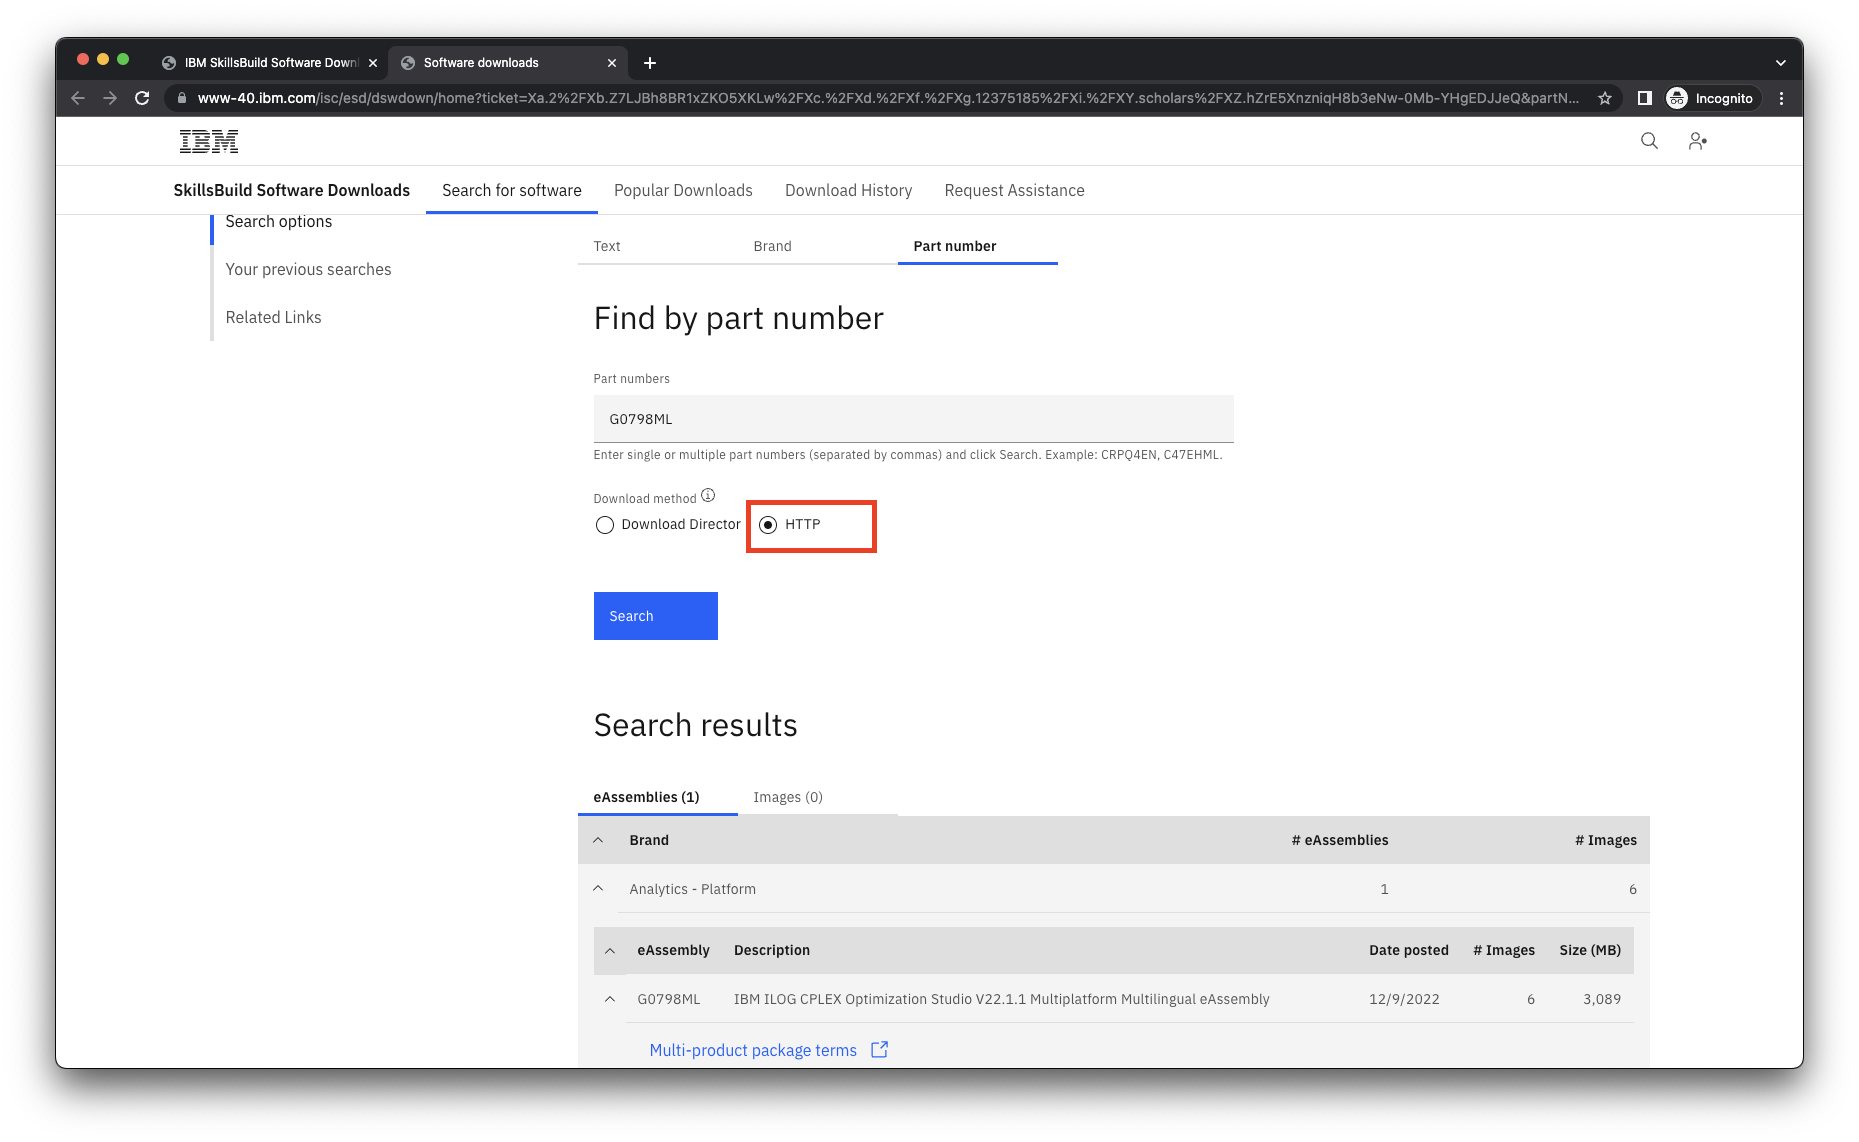 IBM SkillsBuild Software Down
Software downloads
www-40.ibm.com/isc/esd/dswdown/home?ticket=Xa.2%2FXb.Z7LJBh8BR1xZKO5XKLw%2FXc.%2FXd.%2FXf.%2FXg.12375185%2FXi.%2FXY.scholars%2FXZ.hZrE5XnzniqH8b3eNw-0Mb-YHgEDJJeQ&partN...
Incognito
IBM
SkillsBuild Software Downloads Search for software Popular Downloads Download History Request Assistance
Search options
Your previous searches
Related Links
Text Brand Part number
Find by part number
Part numbers
G0798ML
Enter single or multiple part numbers (separated by commas) and click Search. Example: CRPQ4EN, C47EHML.
Download method
Download Director HTTP
Search
Search results
eAssemblies (1) Images (0)
Brand # eAssemblies # Images
Analytics - Platform 1 6
eAssembly Description Date posted # Images Size (MB)
G0798ML IBM ILOG CPLEX Optimization Studio V22.1.1 Multiplatform Multilingual eAssembly 12/9/2022 6 3,089
Multi-product package terms